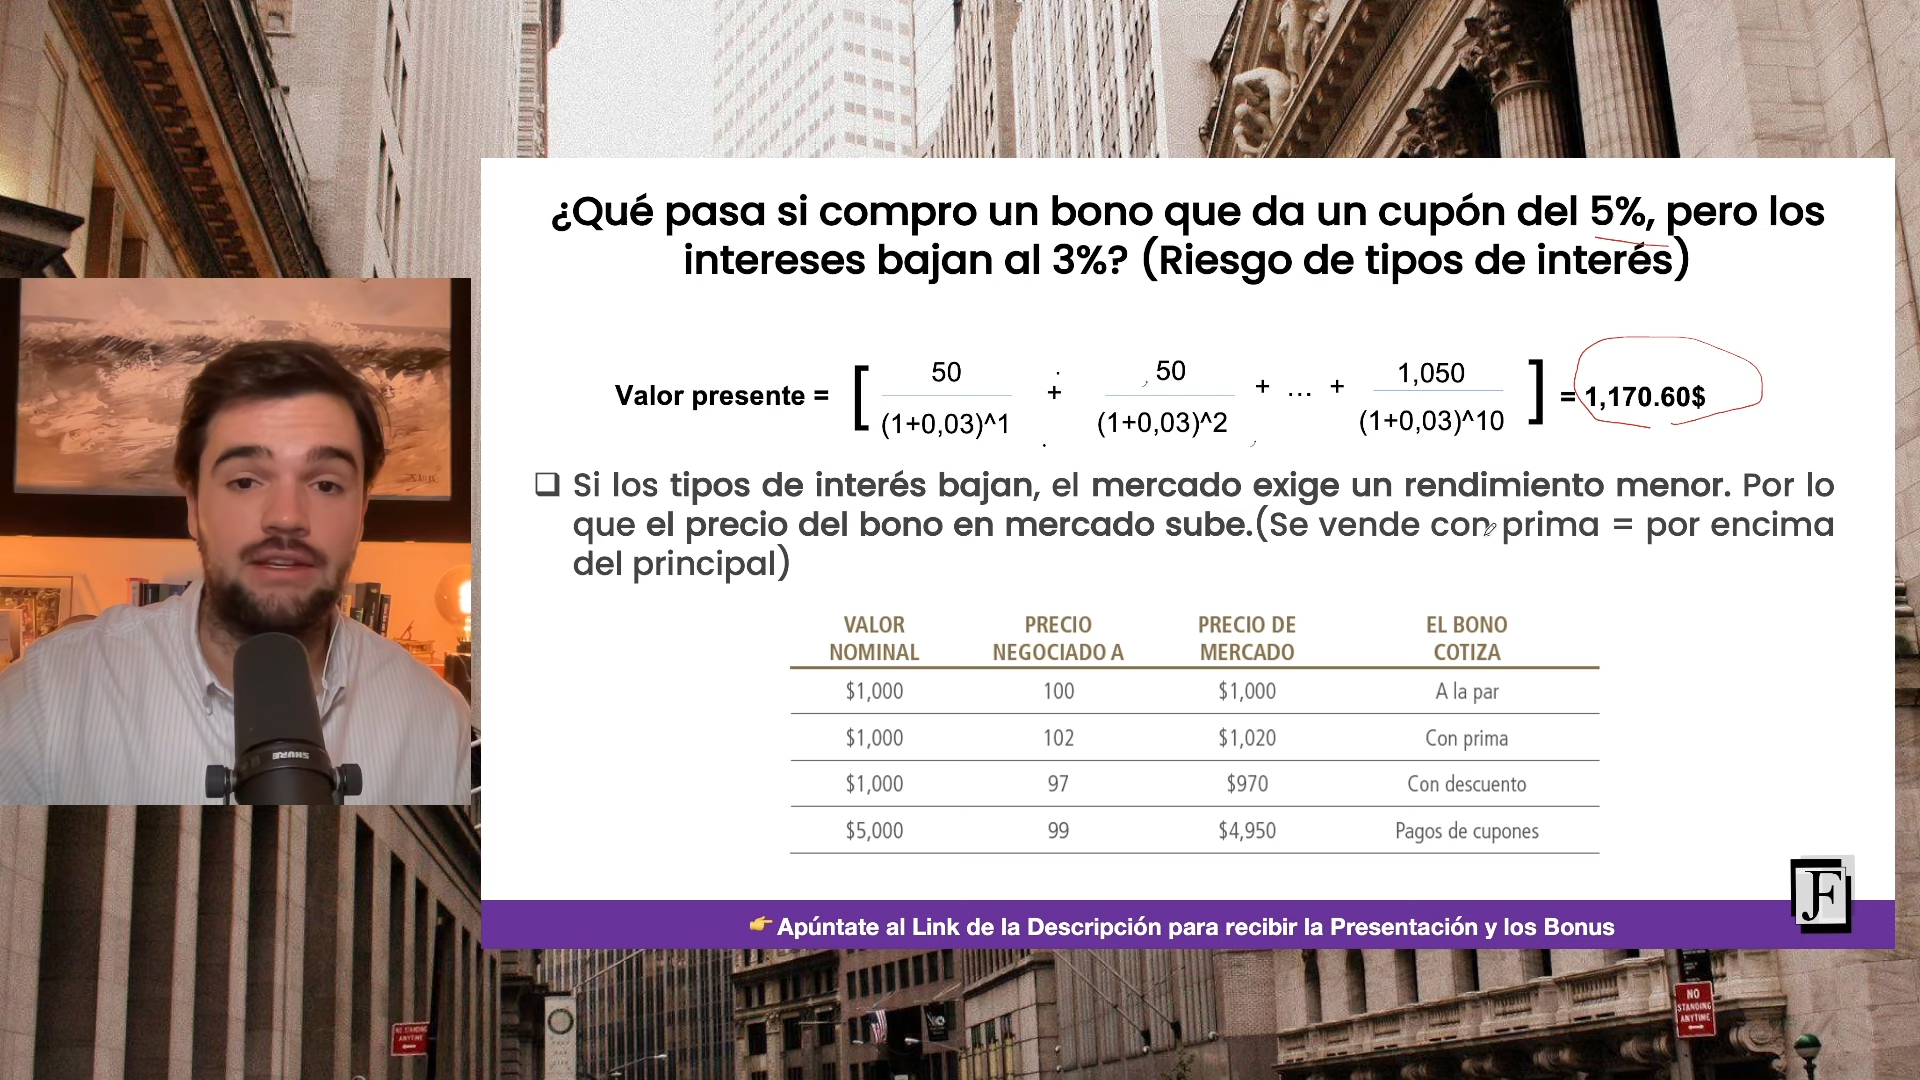 ¿Qué pasa si compro un bono que da un cupón del 5%, pero los
intereses bajan al 3%? (Riesgo de tipos de interés)
Valor presente = [ 50 + 50 + ... + 1,050 ] = 1,170.60$
(1+0,03)^1 (1+0,03)^2 (1+0,03)^10
❑ Si los tipos de interés bajan, el mercado exige un rendimiento menor. Por lo
que el precio del bono en mercado sube.(Se vende con prima = por encima
del principal)
VALOR NOMINAL PRECIO NEGOCIADO A PRECIO DE MERCADO EL BONO COTIZA
$1,000 100 $1,000 A la par
$1,000 102 $1,020 Con prima
$1,000 97 $970 Con descuento
$5,000 99 $4,950 Pagos de cupones
JF
👉 Apúntate al Link de la Descripción para recibir la Presentación y los Bonus
SHURE
NO STANDING ANYTIME
NO
STANDING
ANYTIME